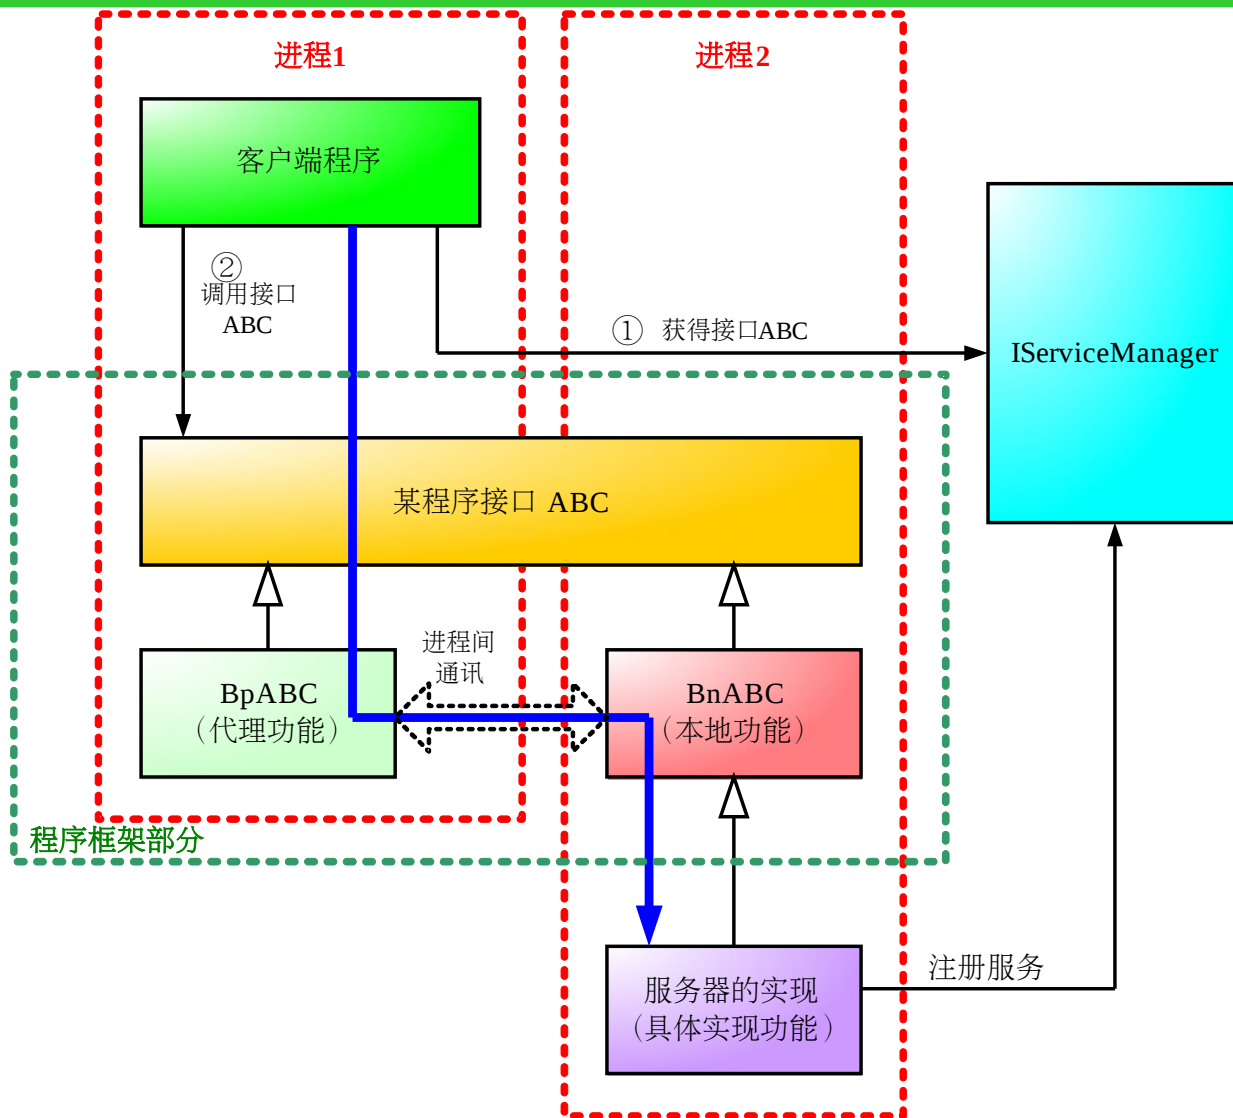 进程1
进程2
客户端程序
②
调用接口
ABC
① 获得接口ABC
IServiceManager
某程序接口 ABC
进程间
通讯
BpABC
（代理功能）
BnABC
（本地功能）
程序框架部分
注册服务
服务器的实现
（具体实现功能）